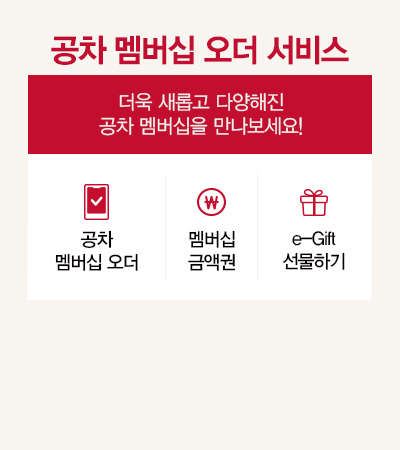 공차 멤버십 오더 서비스
더욱 새롭고 다양해진
공차 멤버십을 만나보세요!
공차
멤버십 오더
₩
멤버십
금액권
e-Gift
선물하기